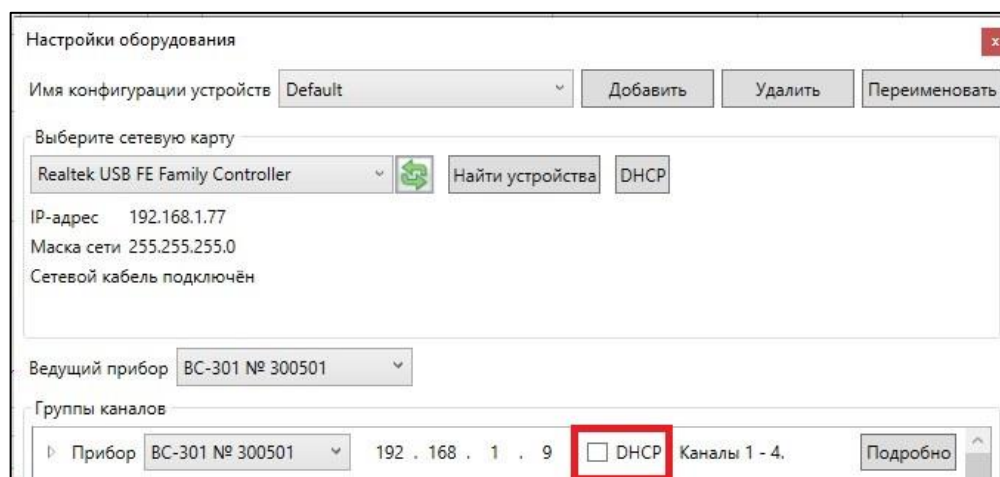 Настройки оборудования x
Имя конфигурации устройств Default Добавить Удалить Переименовать
Выберите сетевую карту
Realtek USB FE Family Controller Найти устройства DHCP
IP-адрес 192.168.1.77
Маска сети 255.255.255.0
Сетевой кабель подключён
Ведущий прибор ВС-301 № 300501
Группы каналов
Прибор ВС-301 № 300501 192 . 168 . 1 . 9 DHCP Каналы 1 - 4. Подробно